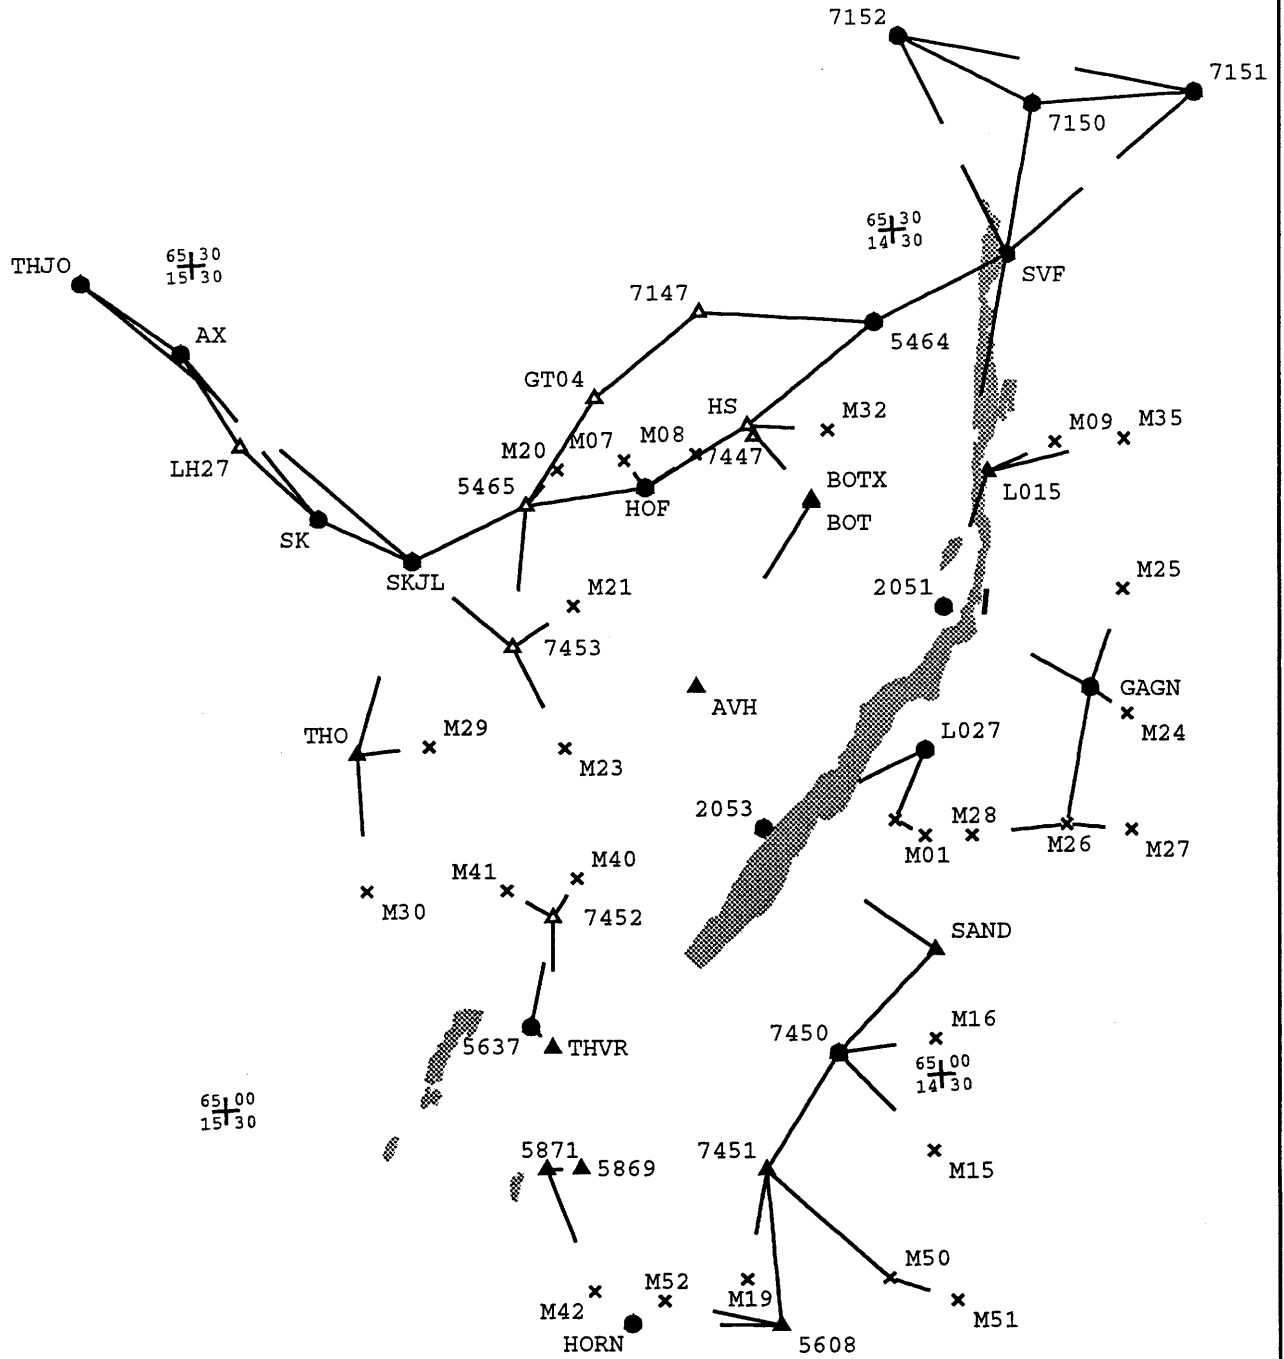 7152
7151
7150
65 30
14 30
65 30
15 30
THJO
SVF
7147
AX
5464
GT04
HS
M32
M09
M35
M20
M07
M08
7447
LH27
5465
BOTX
L015
HOF
BOT
SK
SKJL
M21
2051
M25
7453
GAGN
AVH
M24
THO
M29
L027
M23
2053
M28
M01
M26
M27
M41
M40
M30
7452
SAND
M16
7450
5637
THVR
65 00
14 30
65 00
15 30
5871
5869
7451
M15
M50
M52
M42
M19
M51
HORN
5608